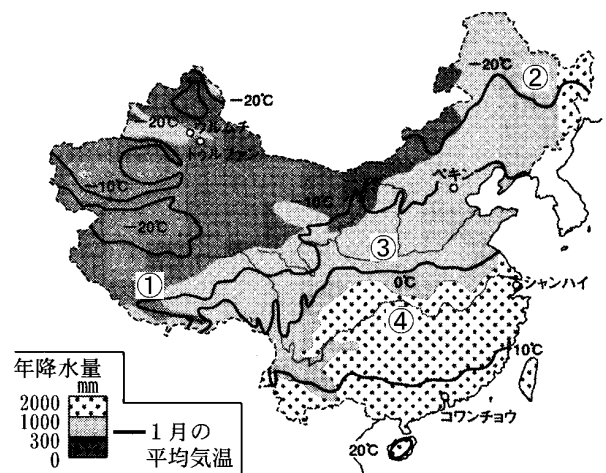 -20℃
②
-20℃
-20℃
ウルムチ
トゥルファン
ペキン
-10℃
-10℃
-20℃
③
①
0℃
シャンハイ
④
10℃
コワンチョウ
20℃
年降水量
mm
2000
1000
300
0
1月の
平均気温